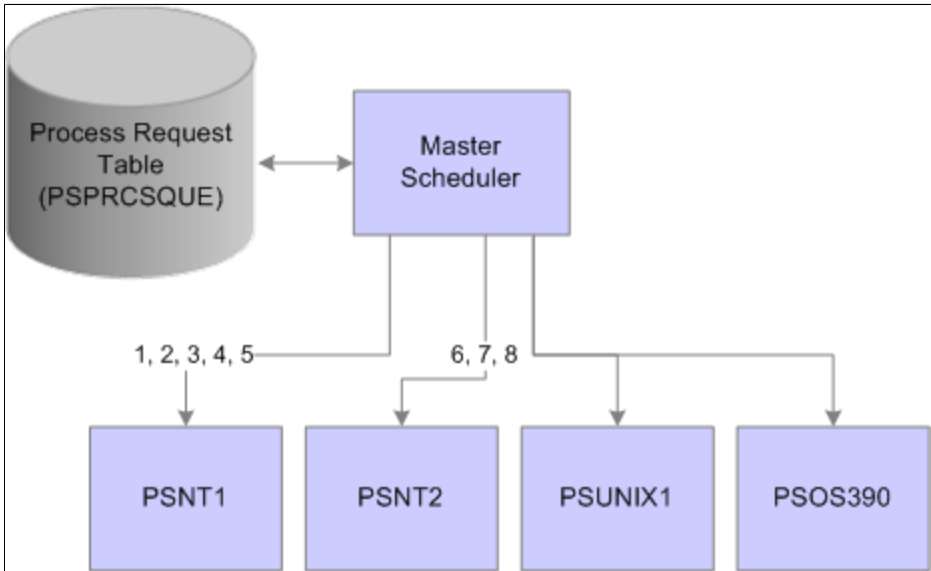 Process Request
Table
(PSPRCSQUE)
Master
Scheduler
1, 2, 3, 4, 5
6, 7, 8
PSNT1
PSNT2
PSUNIX1
PSOS390